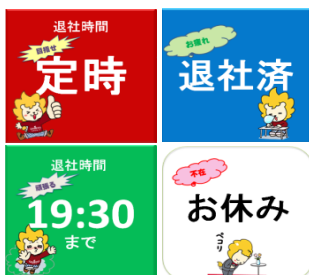 退社時間
目指せ
定時
お疲れ
退社済
退社時間
頑張る
19:30
まで
不在
お休み
ペコリ